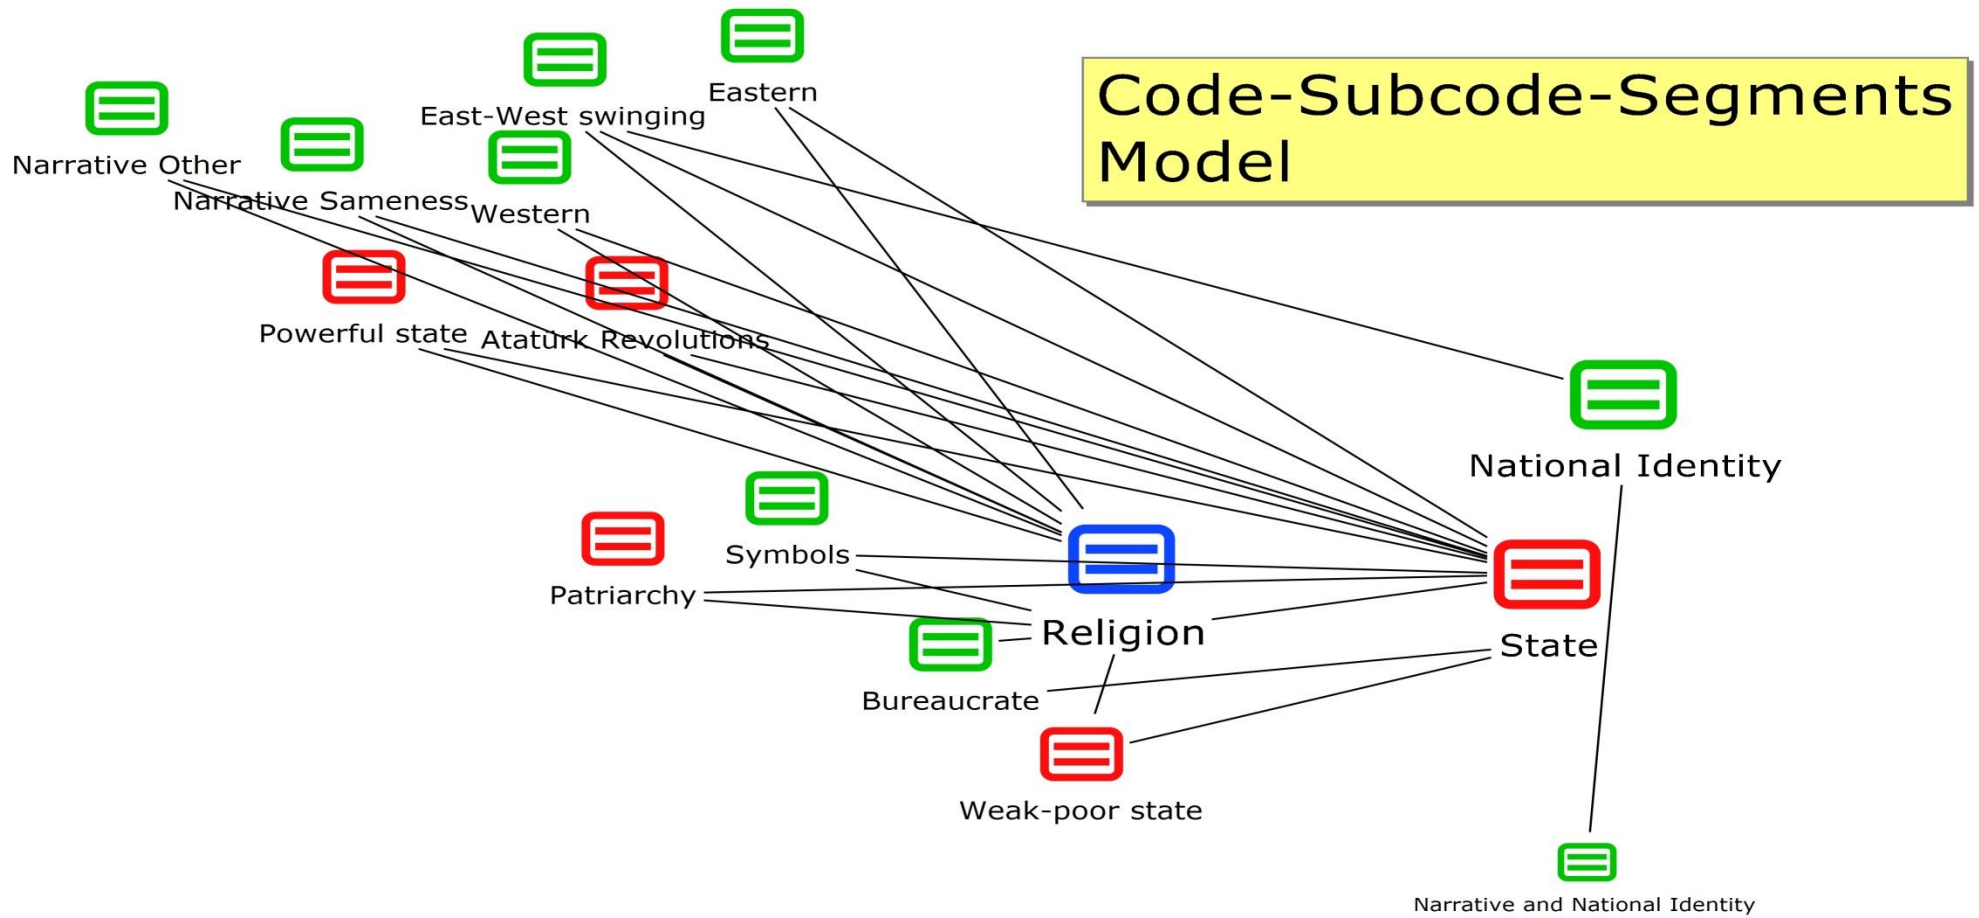 Code-Subcode-Segments
Model
Eastern
East-West swinging
Narrative Other
Narrative Sameness
Western
Powerful state
Atatürk Revolutions
National Identity
Symbols
Patriarchy
Religion
State
Bureaucrate
Weak-poor state
Narrative and National Identity